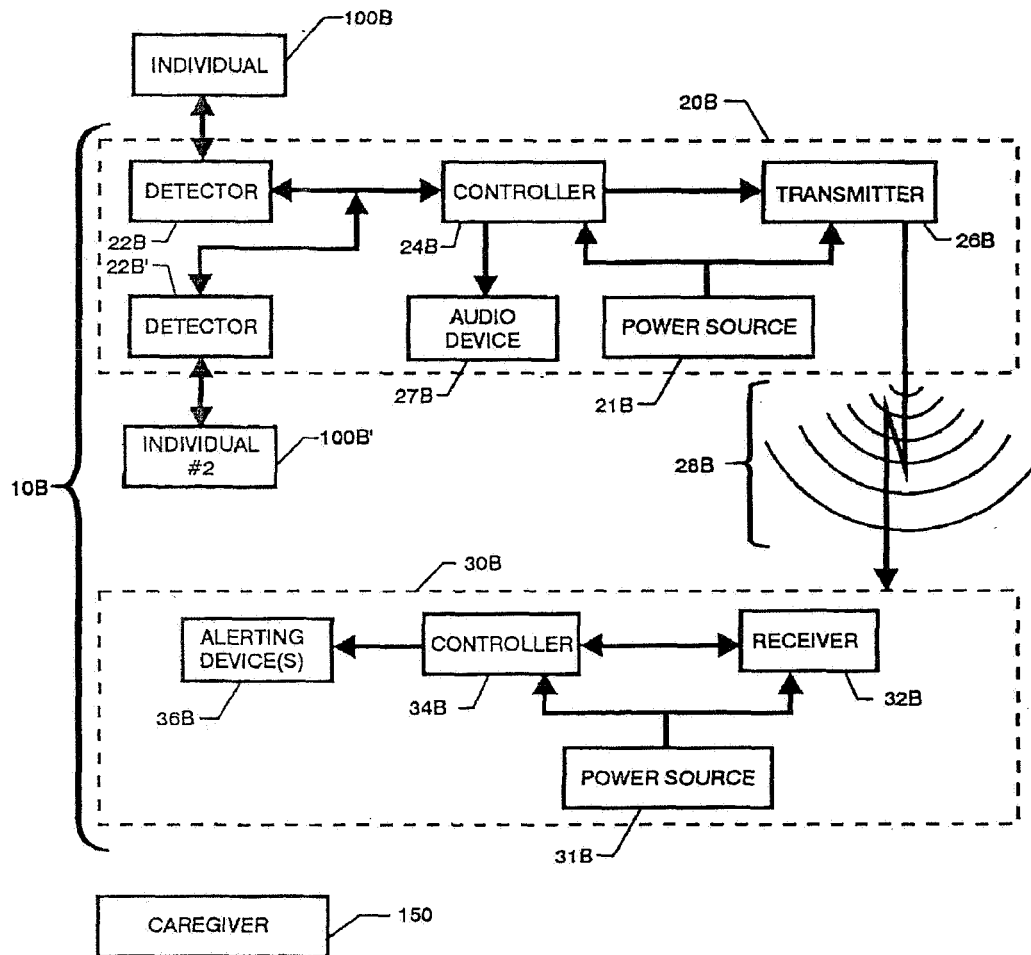 100B
INDIVIDUAL
20B
DETECTOR
CONTROLLER
TRANSMITTER
22B
24B
26B
22B'
DETECTOR
AUDIO
DEVICE
POWER SOURCE
27B
21B
INDIVIDUAL
#2
100B'
28B
10B
30B
ALERTING
DEVICE(S)
CONTROLLER
RECEIVER
36B
34B
32B
POWER SOURCE
31B
CAREGIVER
150